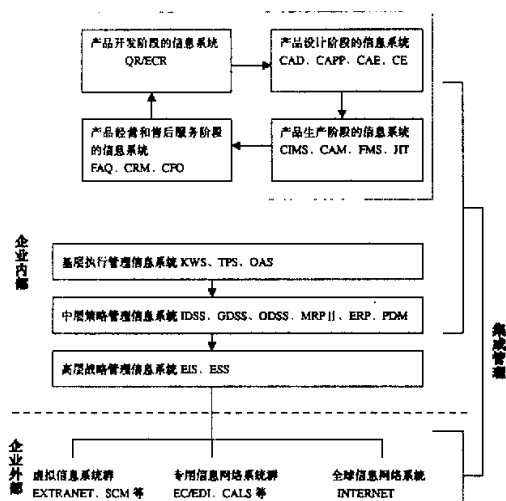 产品开发阶段的信息系统
QR/ECR
产品设计阶段的信息系统
CAD、CAPP、CAE、CE
产品经营和售后服务阶段
的信息系统
FAQ、CRM、CFO
产品生产阶段的信息系统
CIMS、CAM、FMS、JIT
企业内部
基层执行管理信息系统 KWS、TPS、OAS
中层策略管理信息系统 IDSS、GDSS、ODSS、MRPⅡ、ERP、PDM
高层战略管理信息系统 EIS、ESS
集成管理
企业外部
虚拟信息系统群
EXTRANET、SCM 等
专用信息网络系统群
EC/EDI、CALS 等
全球信息网络系统
INTERNET